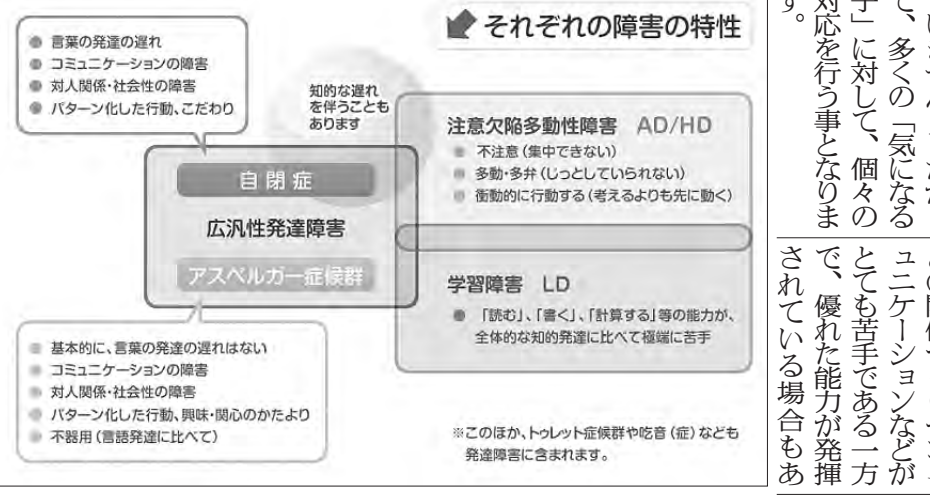 それぞれの障害の特性
言葉の発達の遅れ
コミュニケーションの障害
対人関係・社会性の障害
パターン化した行動、こだわり
知的な遅れ
を伴うことも
あります
自閉症
広汎性発達障害
アスペルガー症候群
基本的に、言葉の発達の遅れはない
コミュニケーションの障害
対人関係・社会性の障害
パターン化した行動、興味・関心のかたより
不器用(言語発達に比べて)
注意欠陥多動性障害 AD/HD
不注意(集中できない)
多動・多弁(じっとしていられない)
衝動的に行動する(考えるよりも先に動く)
学習障害 LD
「読む」、「書く」、「計算する」等の能力が、
全体的な知的発達に比べて極端に苦手
※このほか、トゥレット症候群や吃音(症)なども
発達障害に含まれます。
て、多くの「気になる
子」に対して、個々の
対応を行う事となりま
す。
ュニケーションなどが
とても苦手である一方
で、優れた能力が発揮
されている場合もあ